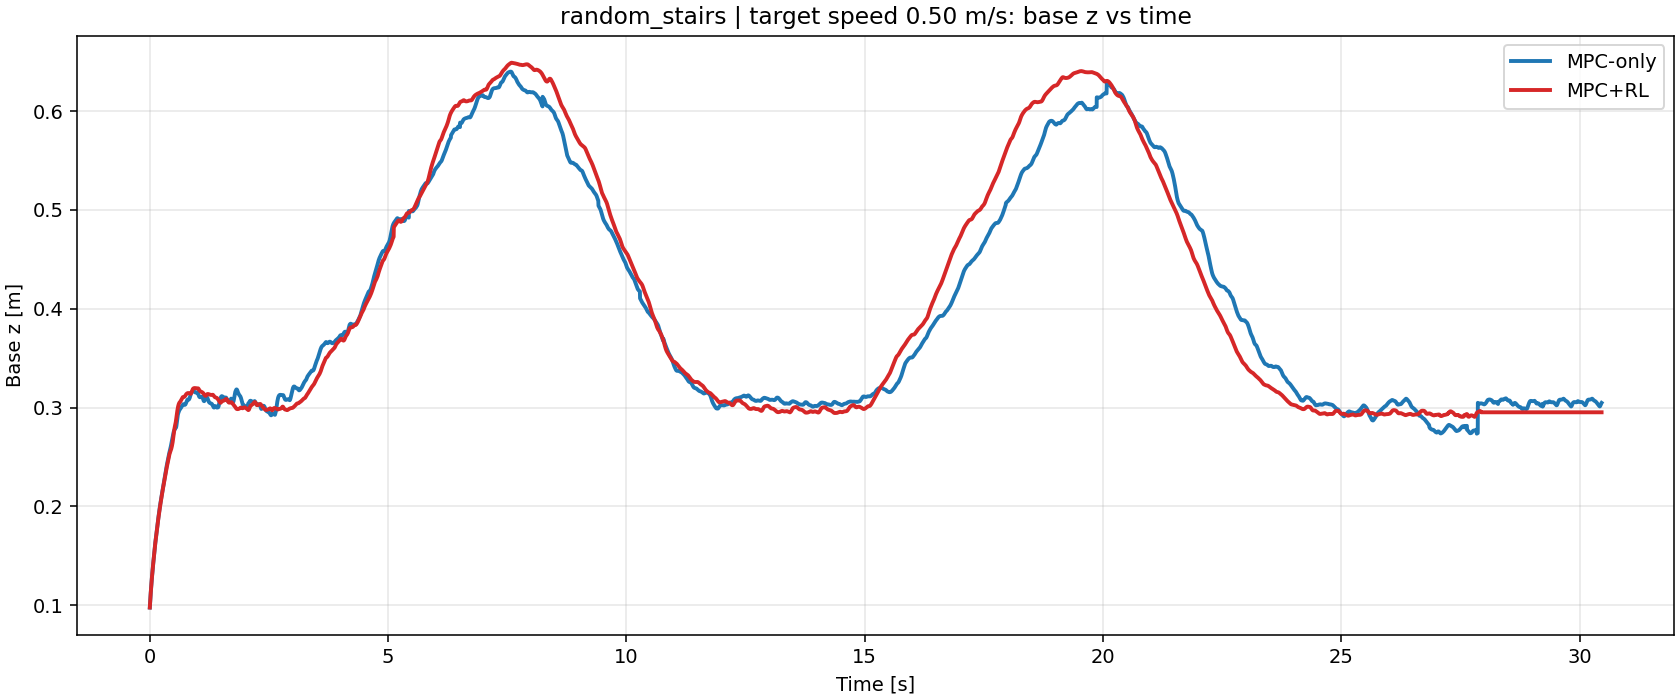 random_stairs | target speed 0.50 m/s: base z vs time
MPC-only
MPC+RL
Base z [m]
0.6
0.5
0.4
0.3
0.2
0.1
0
5
10
15
20
25
30
Time [s]